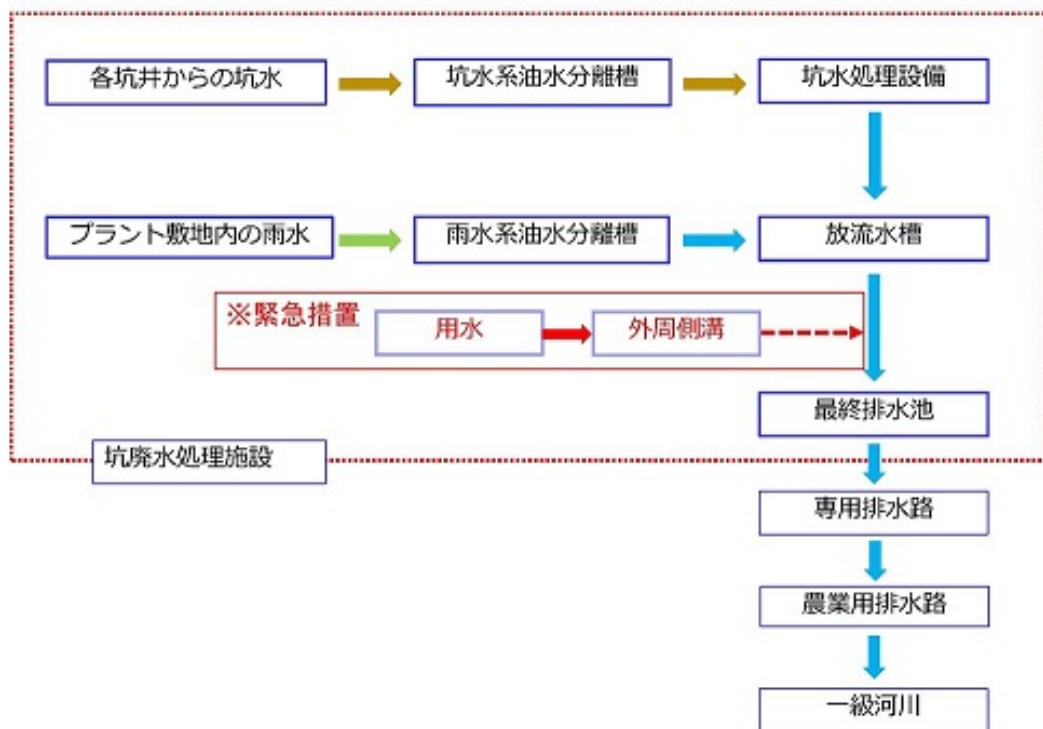 各坑井からの坑水
坑水系油水分離槽
坑水処理設備
プラント敷地内の雨水
雨水系油水分離槽
放流水槽
※緊急措置
用水
外周側溝
最終排水池
坑廃水処理施設
専用排水路
農業用排水路
一級河川